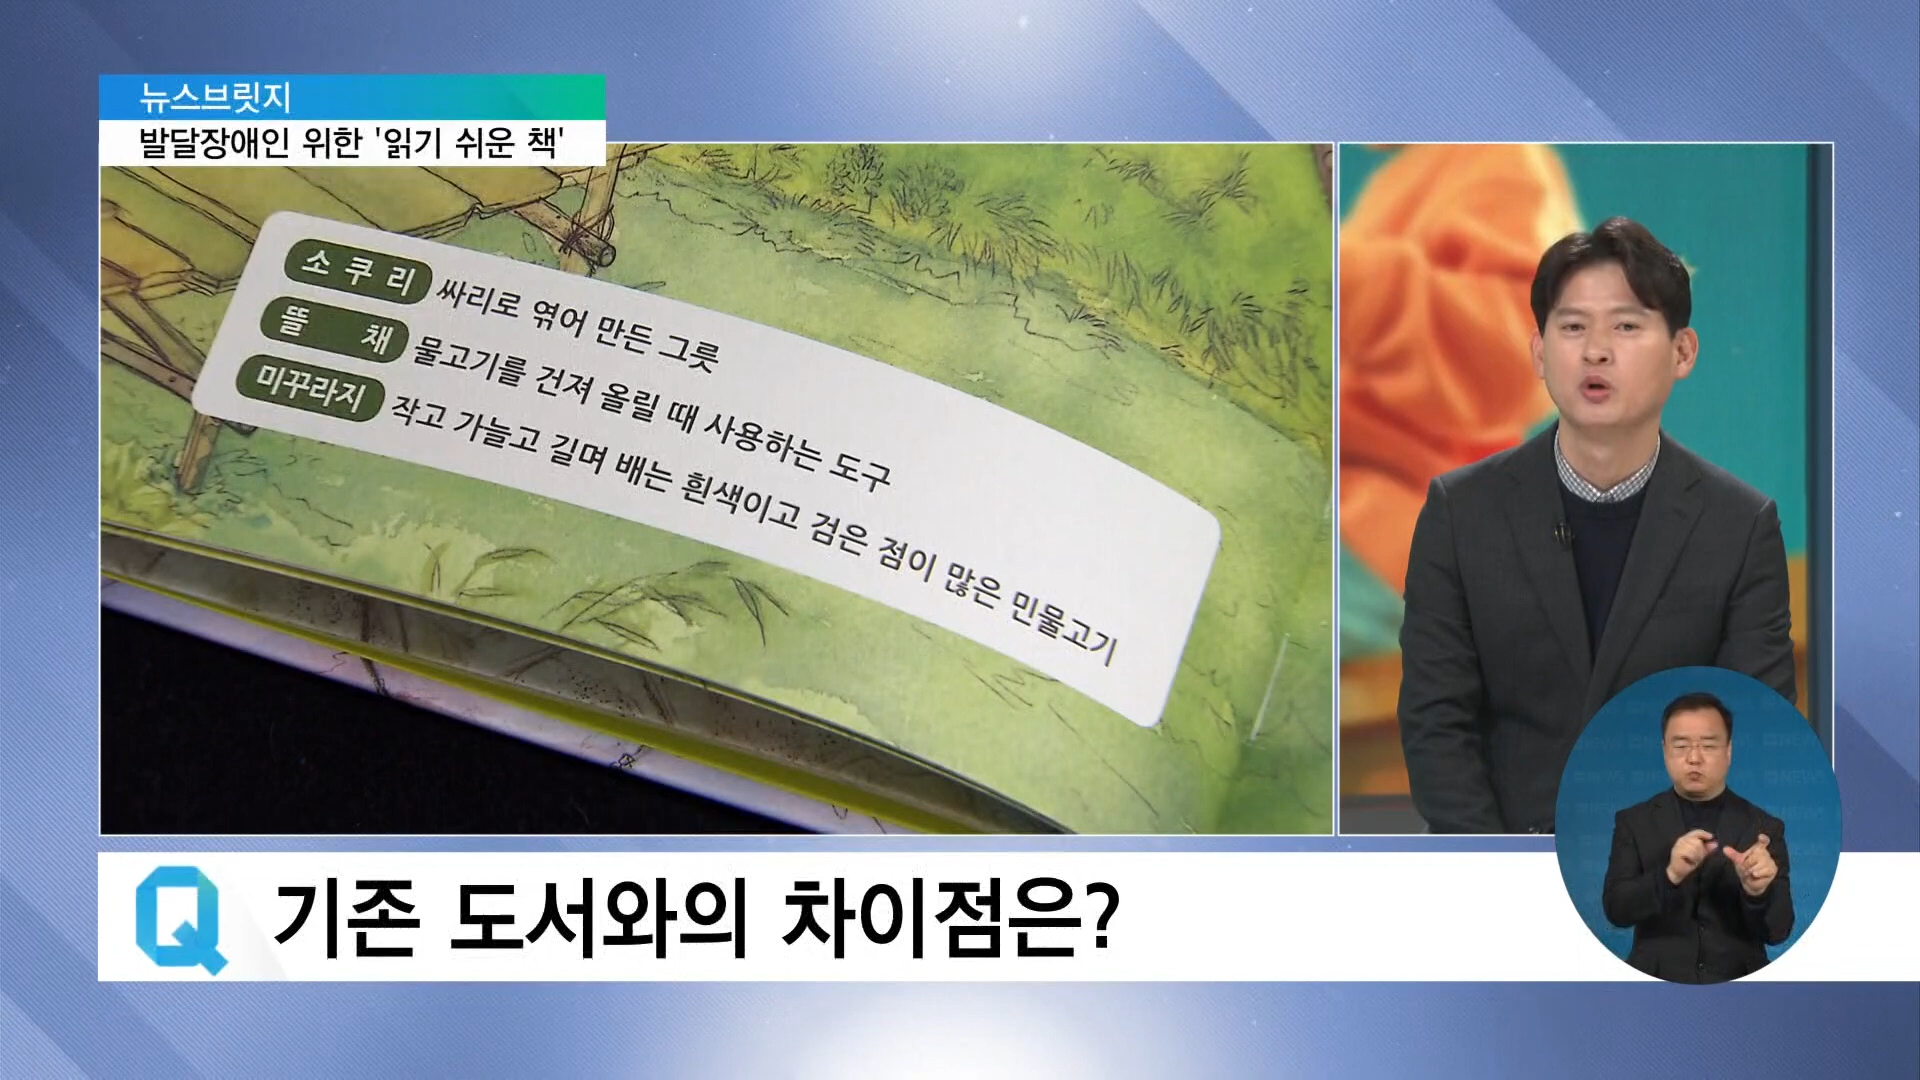 뉴스브릿지
발달장애인 위한 '읽기 쉬운 책'
소쿠리 싸리로 엮어 만든 그릇
뜰채 물고기를 건져 올릴 때 사용하는 도구
미꾸라지 작고 가늘고 길며 배는 흰색이고 검은 점이 많은 민물고기
Q 기존 도서와의 차이점은?